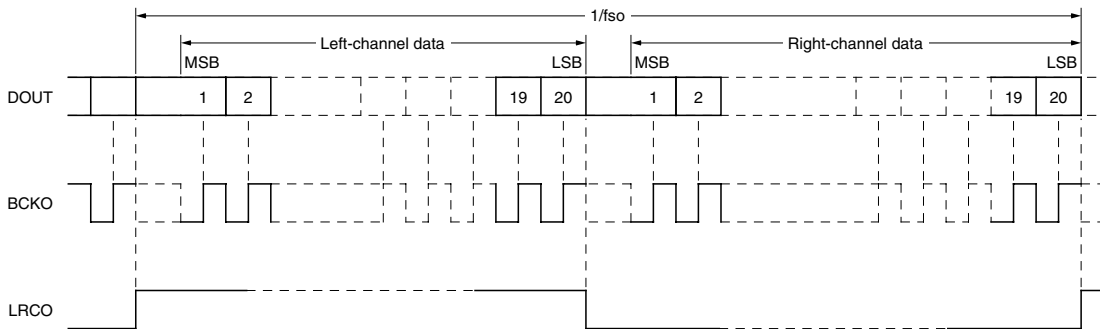 1/fso
Left-channel data
Right-channel data
MSB LSB MSB LSB
DOUT 1 2 19 20 1 2 19 20
BCKO
LRCO